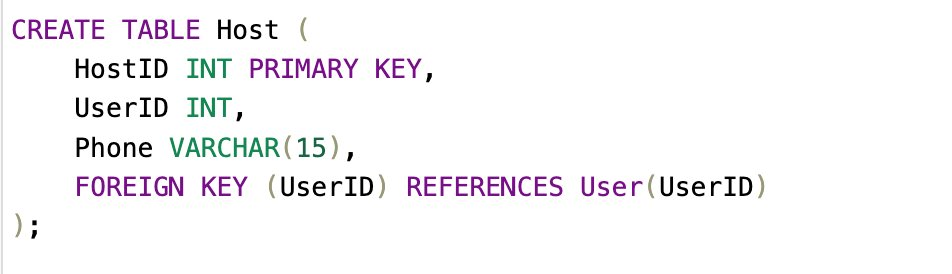 CREATE TABLE Host (
    HostID INT PRIMARY KEY,
    UserID INT,
    Phone VARCHAR(15),
    FOREIGN KEY (UserID) REFERENCES User(UserID)
);